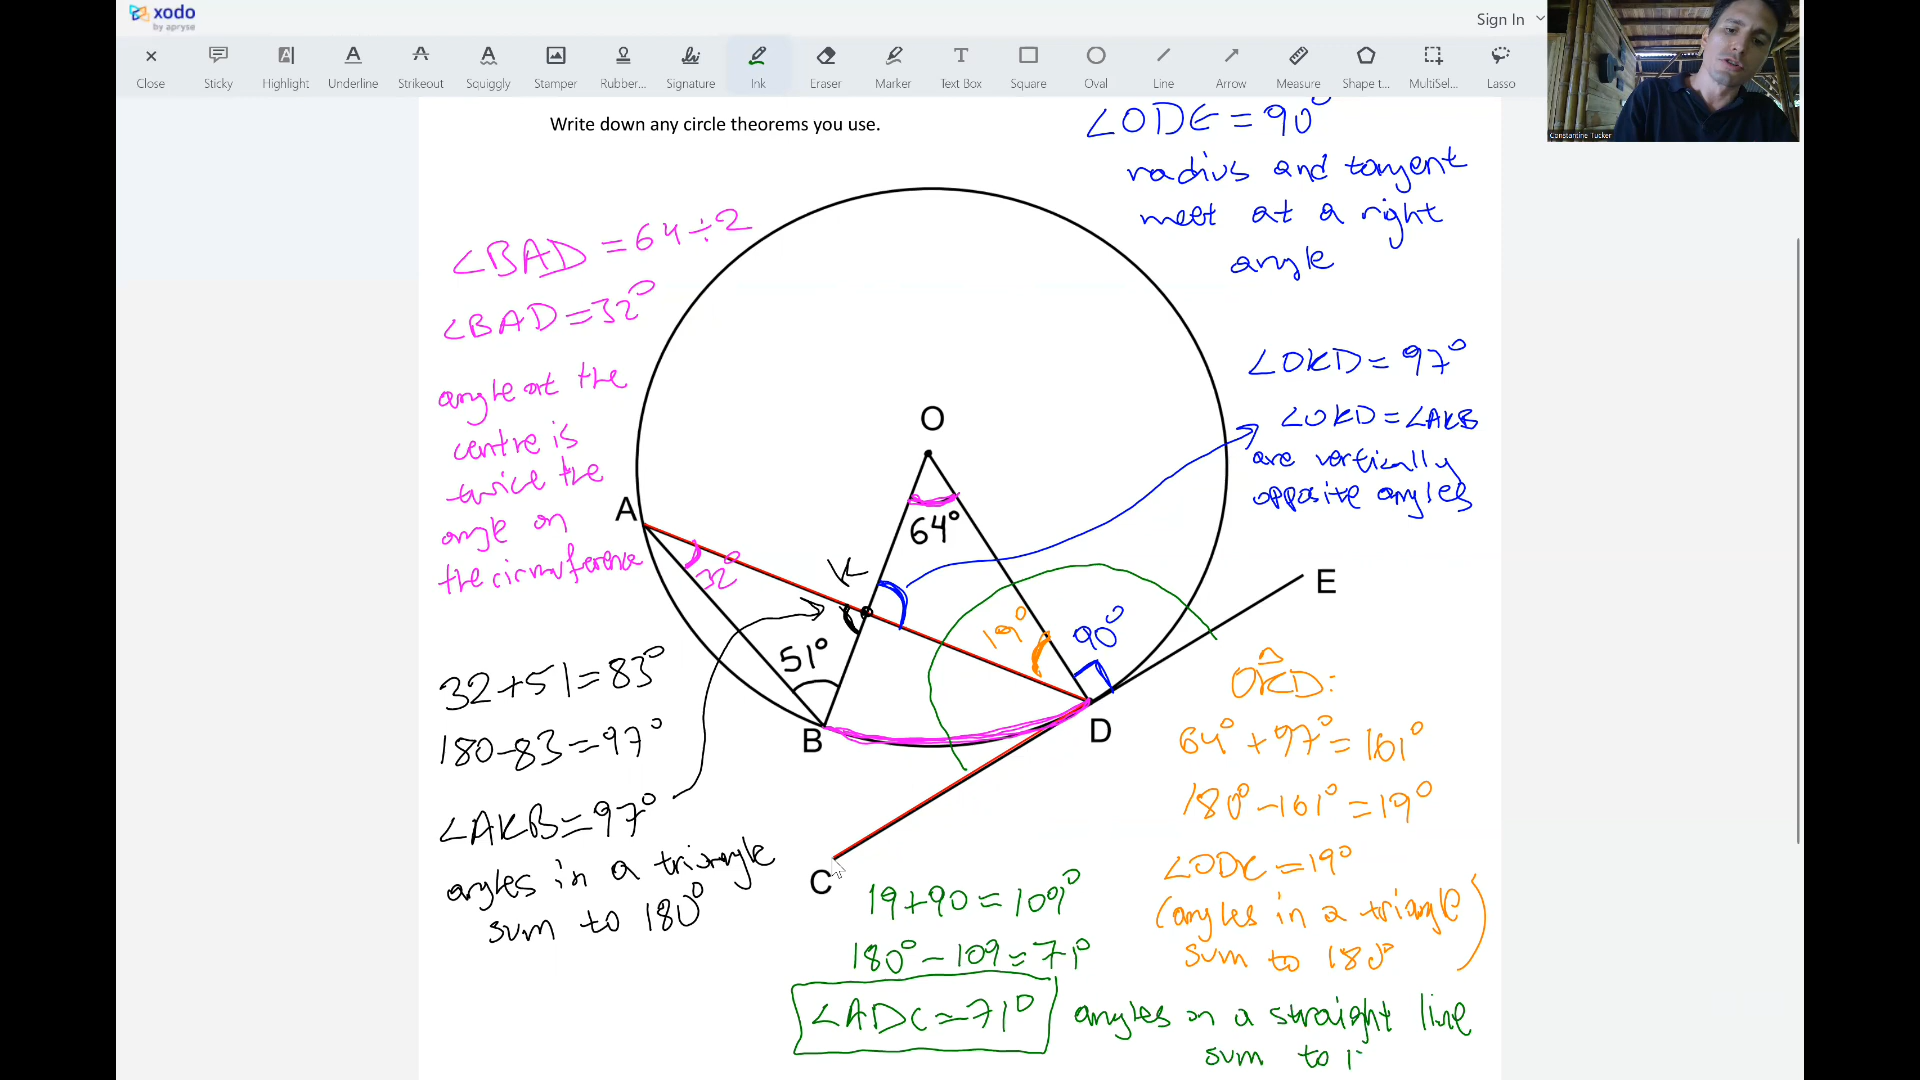 xodo
by apryse
Sign In
Close
Sticky
Highlight
Underline
Strikeout
Squiggly
Stamper
Rubber...
Signature
Ink
Eraser
Marker
Text Box
Square
Oval
Line
Arrow
Measure
Shape t...
MultiSel...
Lasso
Constantine Tucker
Write down any circle theorems you use.
∠ODE = 90°
radius and tangent
meet at a right
angle
∠BAD = 64÷2
∠BAD = 32°
angle at the
centre is
twice the
angle on
the circumference
∠OKD = 97°
∠OKD = ∠AKB
are vertically
opposite angles
O
64°
A
32°
K
E
19°
90°
51°
B
D
C
32+51=83°
180-83=97°
∠AKB=97°
angles in a triangle
sum to 180°
OKD:
64°+97°=161°
180°-161°=19°
∠ODK=19°
(angles in a triangle
sum to 180°)
19+90=109°
180°-109=71°
∠ADC=71°
angles on a straight line
sum to 1